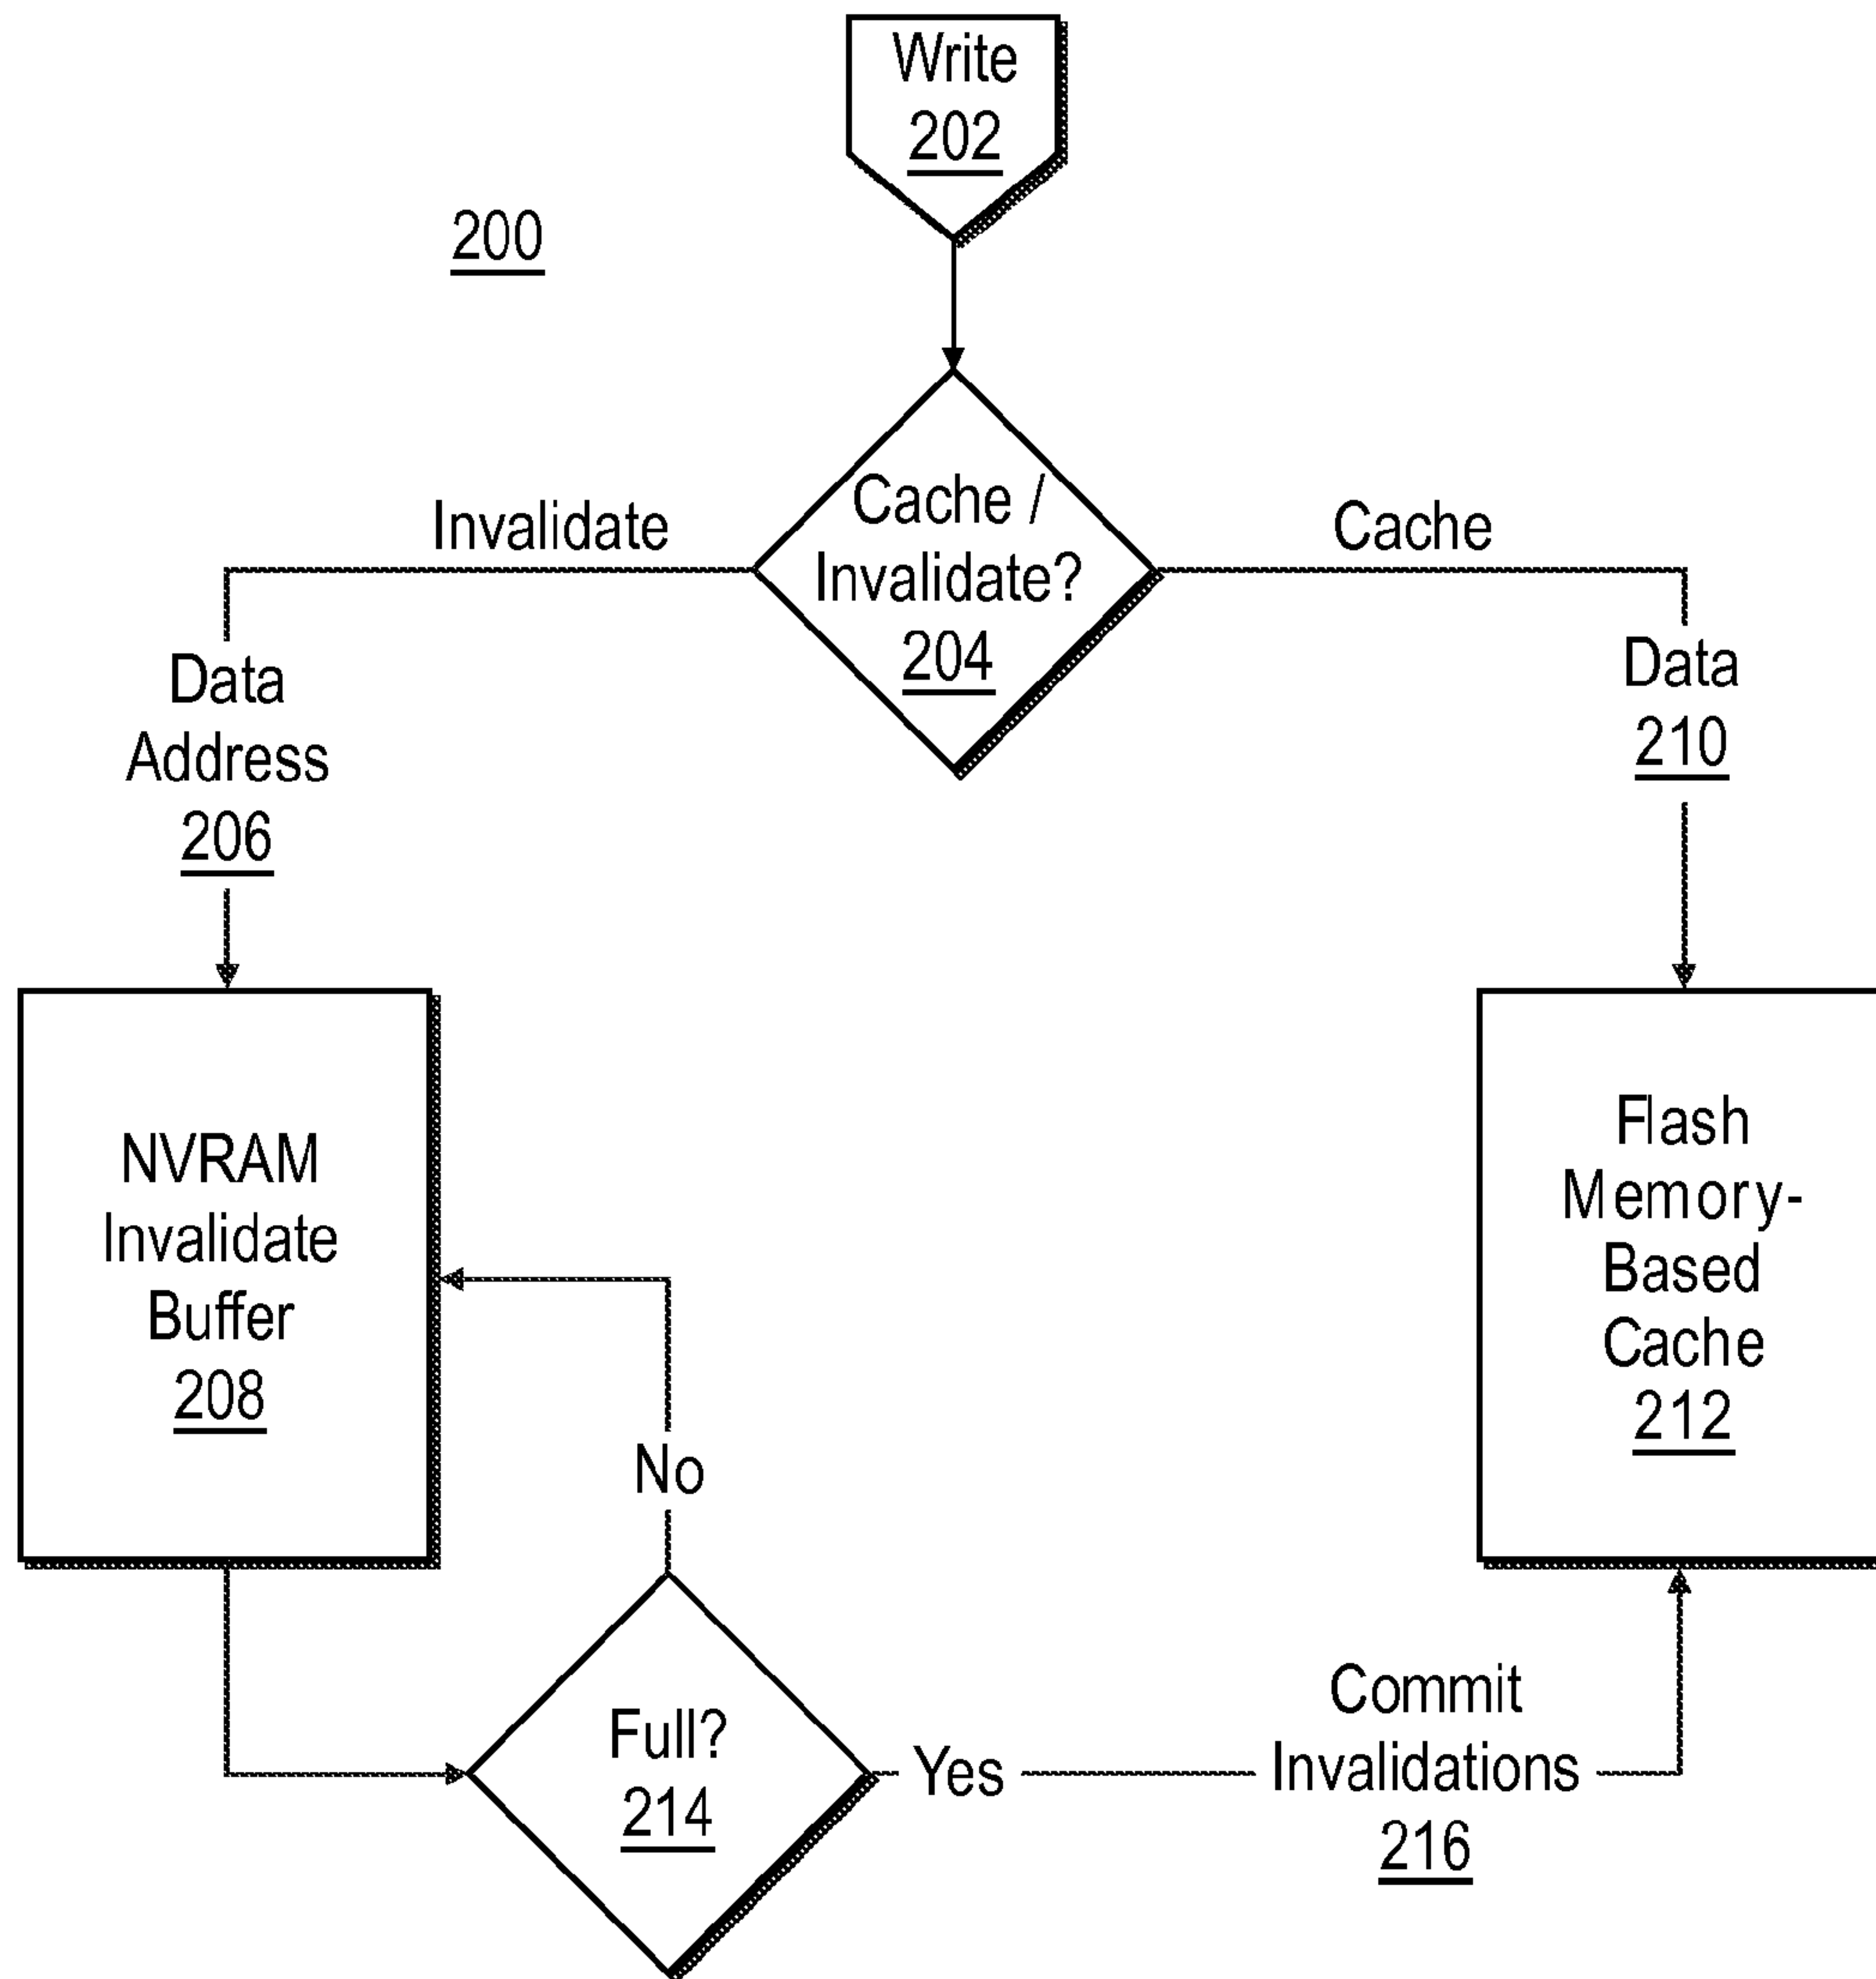 Write
202
200
Cache /
Invalidate?
204
Invalidate
Cache
Data
Address
206
Data
210
NVRAM
Invalidate
Buffer
208
Flash
Memory-
Based
Cache
212
No
Full?
214
Yes
Commit
Invalidations
216